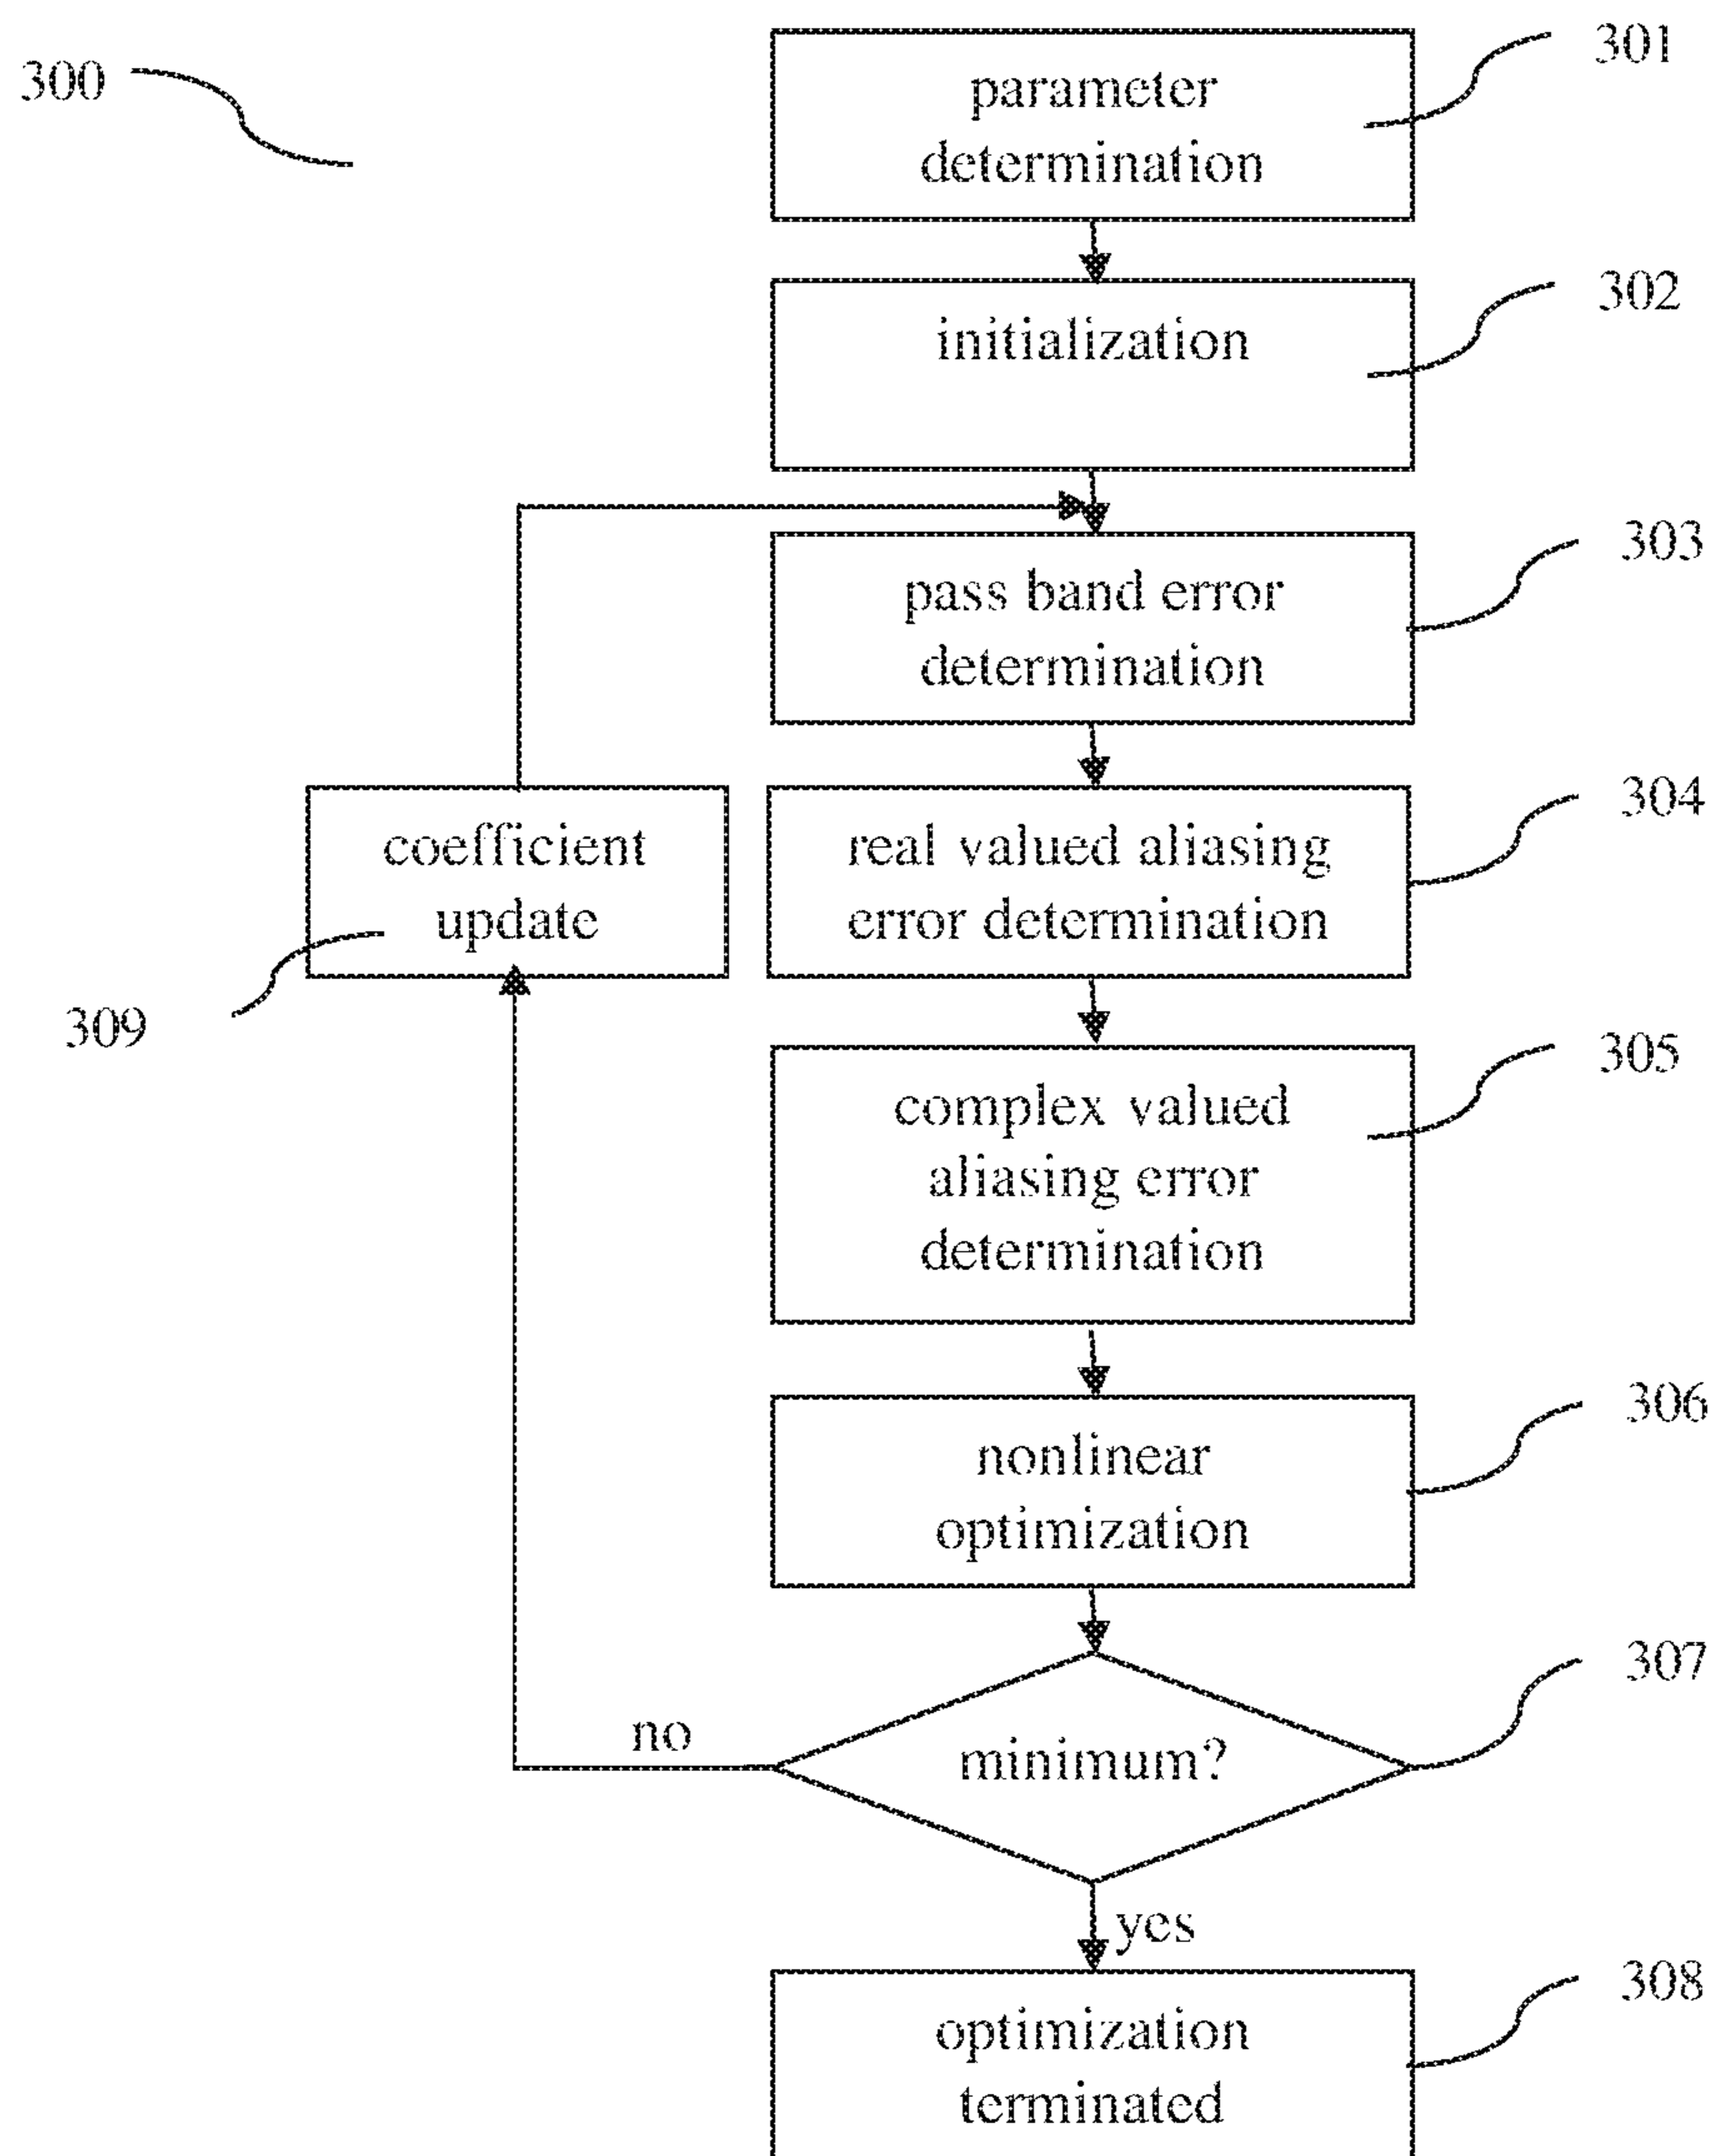 300
301
parameter
determination
302
initialization
303
pass band error
determination
304
coefficient
update
real valued aliasing
error determination
309
305
complex valued
aliasing error
determination
306
nonlinear
optimization
307
no
minimum?
yes
308
optimization
terminated